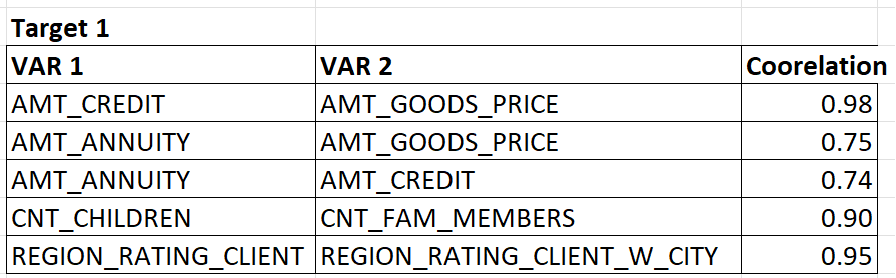 Target 1
VAR 1 VAR 2 Coorelation
AMT_CREDIT AMT_GOODS_PRICE 0.98
AMT_ANNUITY AMT_GOODS_PRICE 0.75
AMT_ANNUITY AMT_CREDIT 0.74
CNT_CHILDREN CNT_FAM_MEMBERS 0.90
REGION_RATING_CLIENT REGION_RATING_CLIENT_W_CITY 0.95